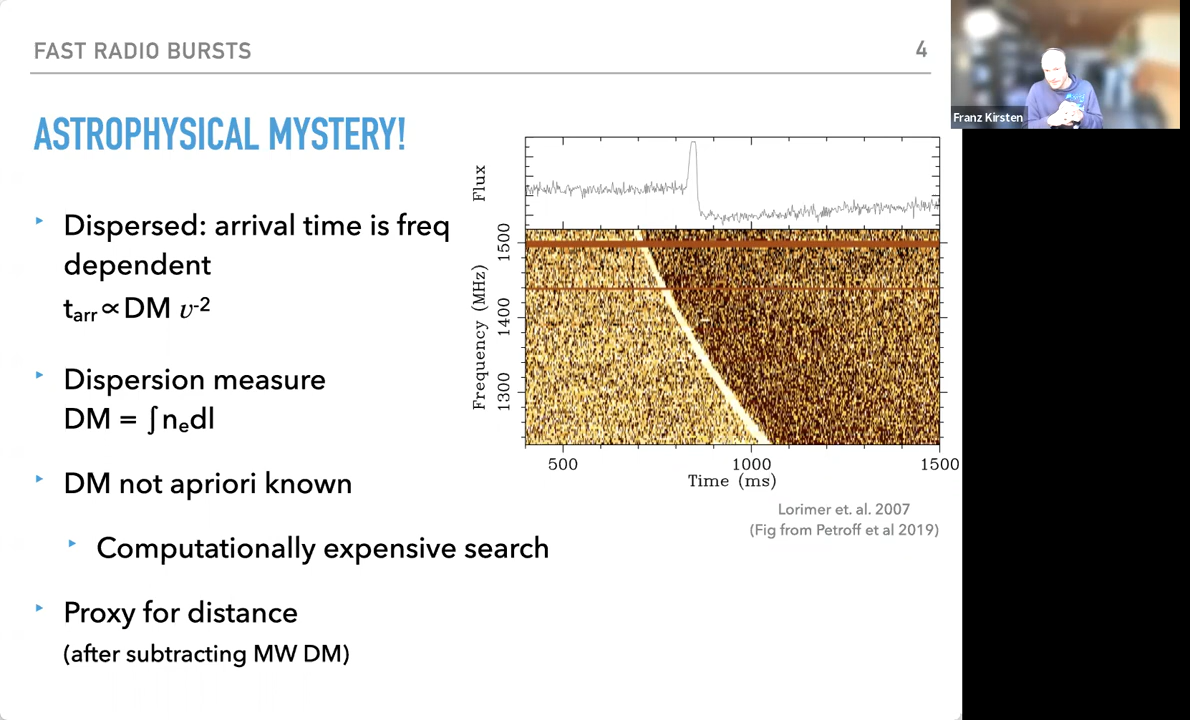 FAST RADIO BURSTS
4
ASTROPHYSICAL MYSTERY!
Dispersed: arrival time is freq
dependent
tarr ∝ DM 𝜐-2
Dispersion measure
DM = ∫nedl
DM not apriori known
Computationally expensive search
Proxy for distance
(after subtracting MW DM)
Flux
Frequency (MHz)
1500
1400
1300
500
1000
1500
Time (ms)
Lorimer et. al. 2007
(Fig from Petroff et al 2019)
Franz Kirsten